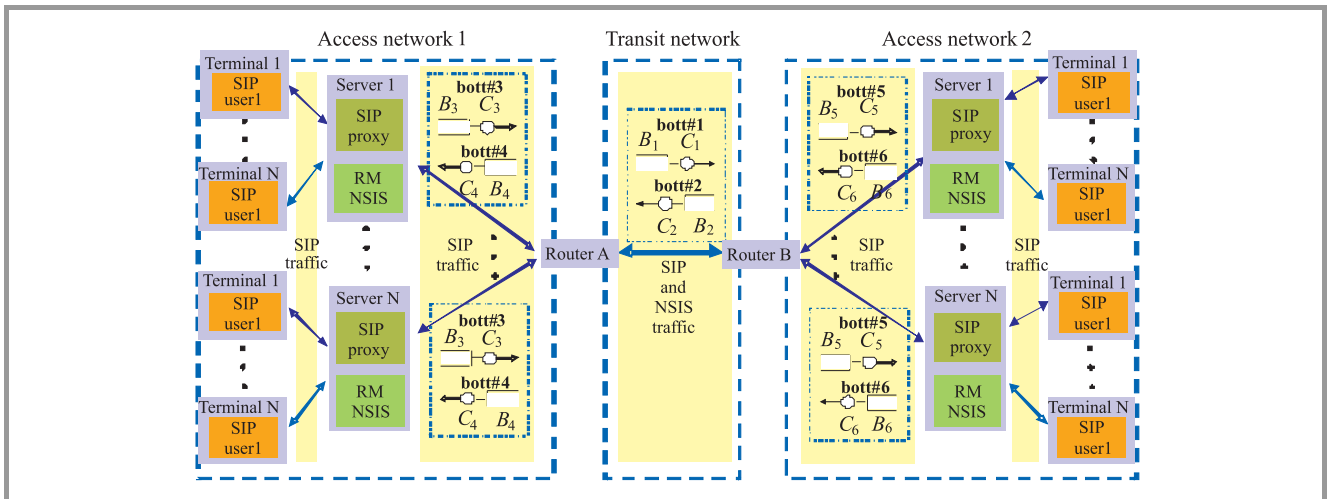 Access network 1
Transit network
Access network 2
Terminal 1
SIP
user1
Terminal N
SIP
user1
Terminal 1
SIP
user1
Terminal N
SIP
user1
SIP
traffic
Server 1
SIP
proxy
RM
NSIS
Server N
SIP
proxy
RM
NSIS
bott#3
B3 C3
bott#4
C4 B4
SIP
traffic
bott#3
B3 C3
bott#4
C4 B4
Router A
bott#1
B1 C1
bott#2
C2 B2
SIP
and
NSIS
traffic
Router B
bott#5
B5 C5
bott#6
C6 B6
SIP
traffic
bott#5
B5 C5
bott#6
C6 B6
Server 1
SIP
proxy
RM
NSIS
Server N
SIP
proxy
RM
NSIS
SIP
traffic
Terminal 1
SIP
user1
Terminal N
SIP
user1
Terminal 1
SIP
user1
Terminal N
SIP
user1